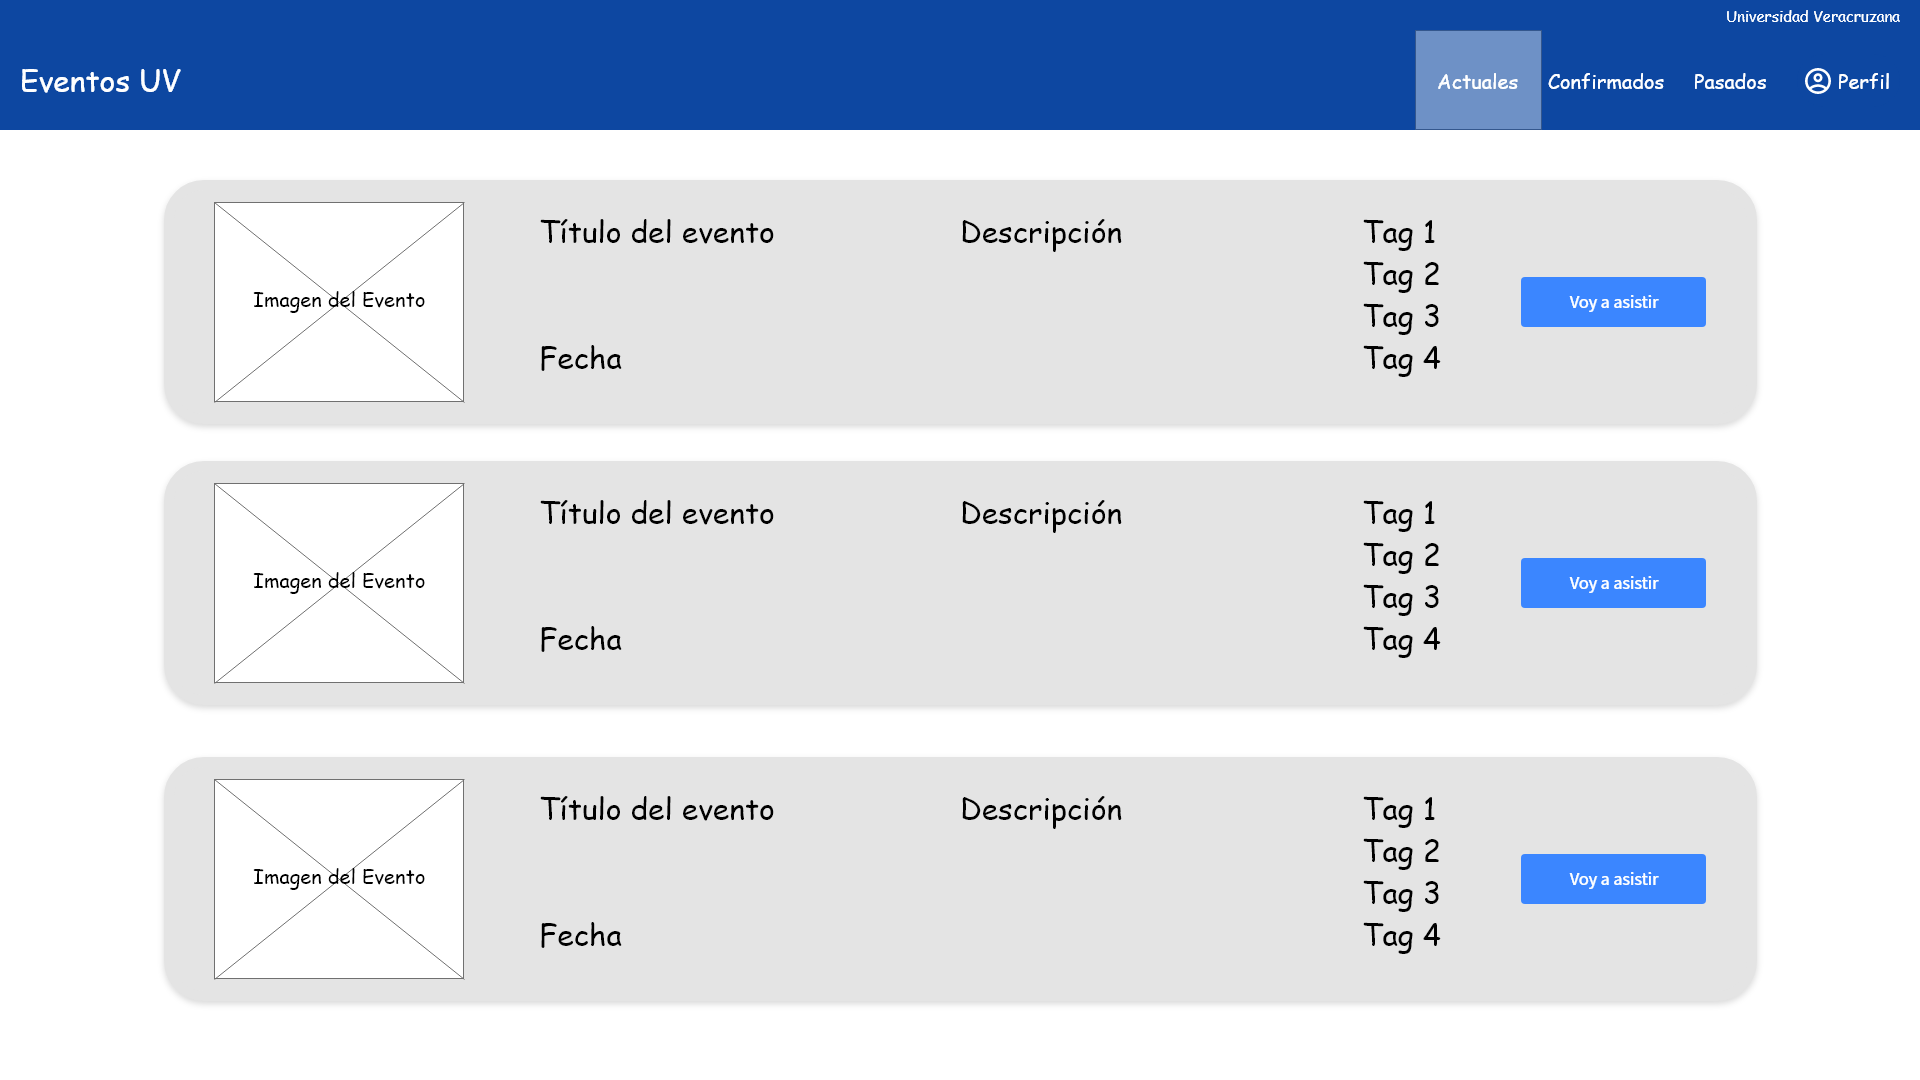 Universidad Veracruzana
Eventos UV
Actuales
Confirmados
Pasados
Perfil
Imagen del Evento
Título del evento
Fecha
Descripción
Tag 1
Tag 2
Tag 3
Tag 4
Voy a asistir
Imagen del Evento
Título del evento
Fecha
Descripción
Tag 1
Tag 2
Tag 3
Tag 4
Voy a asistir
Imagen del Evento
Título del evento
Fecha
Descripción
Tag 1
Tag 2
Tag 3
Tag 4
Voy a asistir